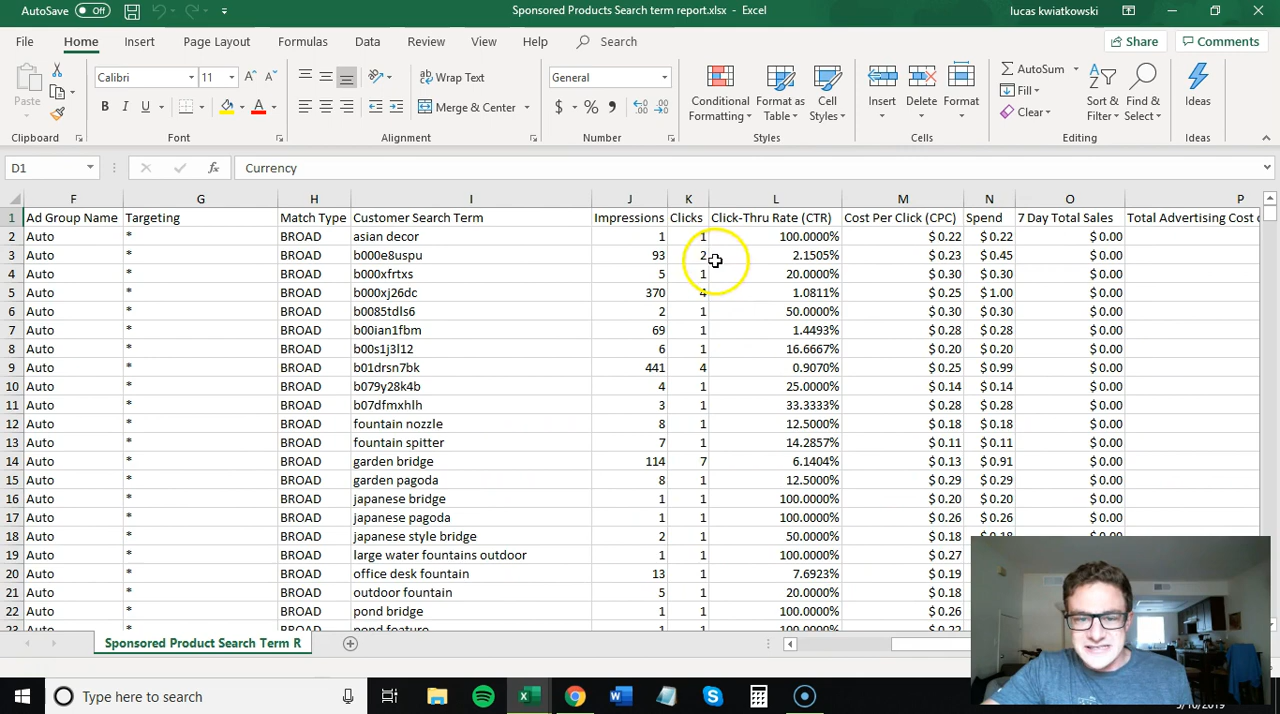 AutoSave Off Sponsored Products Search term report.xlsx - Excel lucas kwiatkowski
File Home Insert Page Layout Formulas Data Review View Help Search Share Comments
Paste Calibri 11 B I U Wrap Text Merge & Center General $ % Conditional Formatting Format as Table Cell Styles Insert Delete Format AutoSum Fill Clear Sort & Filter Find & Select Ideas
Clipboard Font Alignment Number Styles Cells Editing Ideas
D1 fx Currency
F G H I J K L M N O P
1 Ad Group Name Targeting Match Type Customer Search Term Impressions Clicks Click-Thru Rate (CTR) Cost Per Click (CPC) Spend 7 Day Total Sales Total Advertising Cost
2 Auto * BROAD asian decor 1 1 100.0000% $ 0.22 $ 0.22 $ 0.00
3 Auto * BROAD b000e8uspu 93 2 2.1505% $ 0.23 $ 0.45 $ 0.00
4 Auto * BROAD b000xfrtxs 5 1 20.0000% $ 0.30 $ 0.30 $ 0.00
5 Auto * BROAD b000xj26dc 370 4 1.0811% $ 0.25 $ 1.00 $ 0.00
6 Auto * BROAD b0085tdls6 2 1 50.0000% $ 0.30 $ 0.30 $ 0.00
7 Auto * BROAD b00ian1fbm 69 1 1.4493% $ 0.28 $ 0.28 $ 0.00
8 Auto * BROAD b00s1j3l12 6 1 16.6667% $ 0.20 $ 0.20 $ 0.00
9 Auto * BROAD b01drsn7bk 441 4 0.9070% $ 0.25 $ 0.99 $ 0.00
10 Auto * BROAD b079y28k4b 4 1 25.0000% $ 0.14 $ 0.14 $ 0.00
11 Auto * BROAD b07dfmxhlh 3 1 33.3333% $ 0.28 $ 0.28 $ 0.00
12 Auto * BROAD fountain nozzle 8 1 12.5000% $ 0.18 $ 0.18 $ 0.00
13 Auto * BROAD fountain spitter 7 1 14.2857% $ 0.11 $ 0.11 $ 0.00
14 Auto * BROAD garden bridge 114 7 6.1404% $ 0.13 $ 0.91 $ 0.00
15 Auto * BROAD garden pagoda 8 1 12.5000% $ 0.29 $ 0.29 $ 0.00
16 Auto * BROAD japanese bridge 1 1 100.0000% $ 0.20 $ 0.20 $ 0.00
17 Auto * BROAD japanese pagoda 1 1 100.0000% $ 0.26 $ 0.26 $ 0.00
18 Auto * BROAD japanese style bridge 2 1 50.0000% $ 0.18 $ 0.18 $ 0.00
19 Auto * BROAD large water fountains outdoor 1 1 100.0000% $ 0.27
20 Auto * BROAD office desk fountain 13 1 7.6923% $ 0.19
21 Auto * BROAD outdoor fountain 5 1 20.0000% $ 0.18
22 Auto * BROAD pond bridge 1 1 100.0000% $ 0.26
23 Auto * BROAD pond feature 1 1 100.0000%
Sponsored Product Search Term R
Type here to search